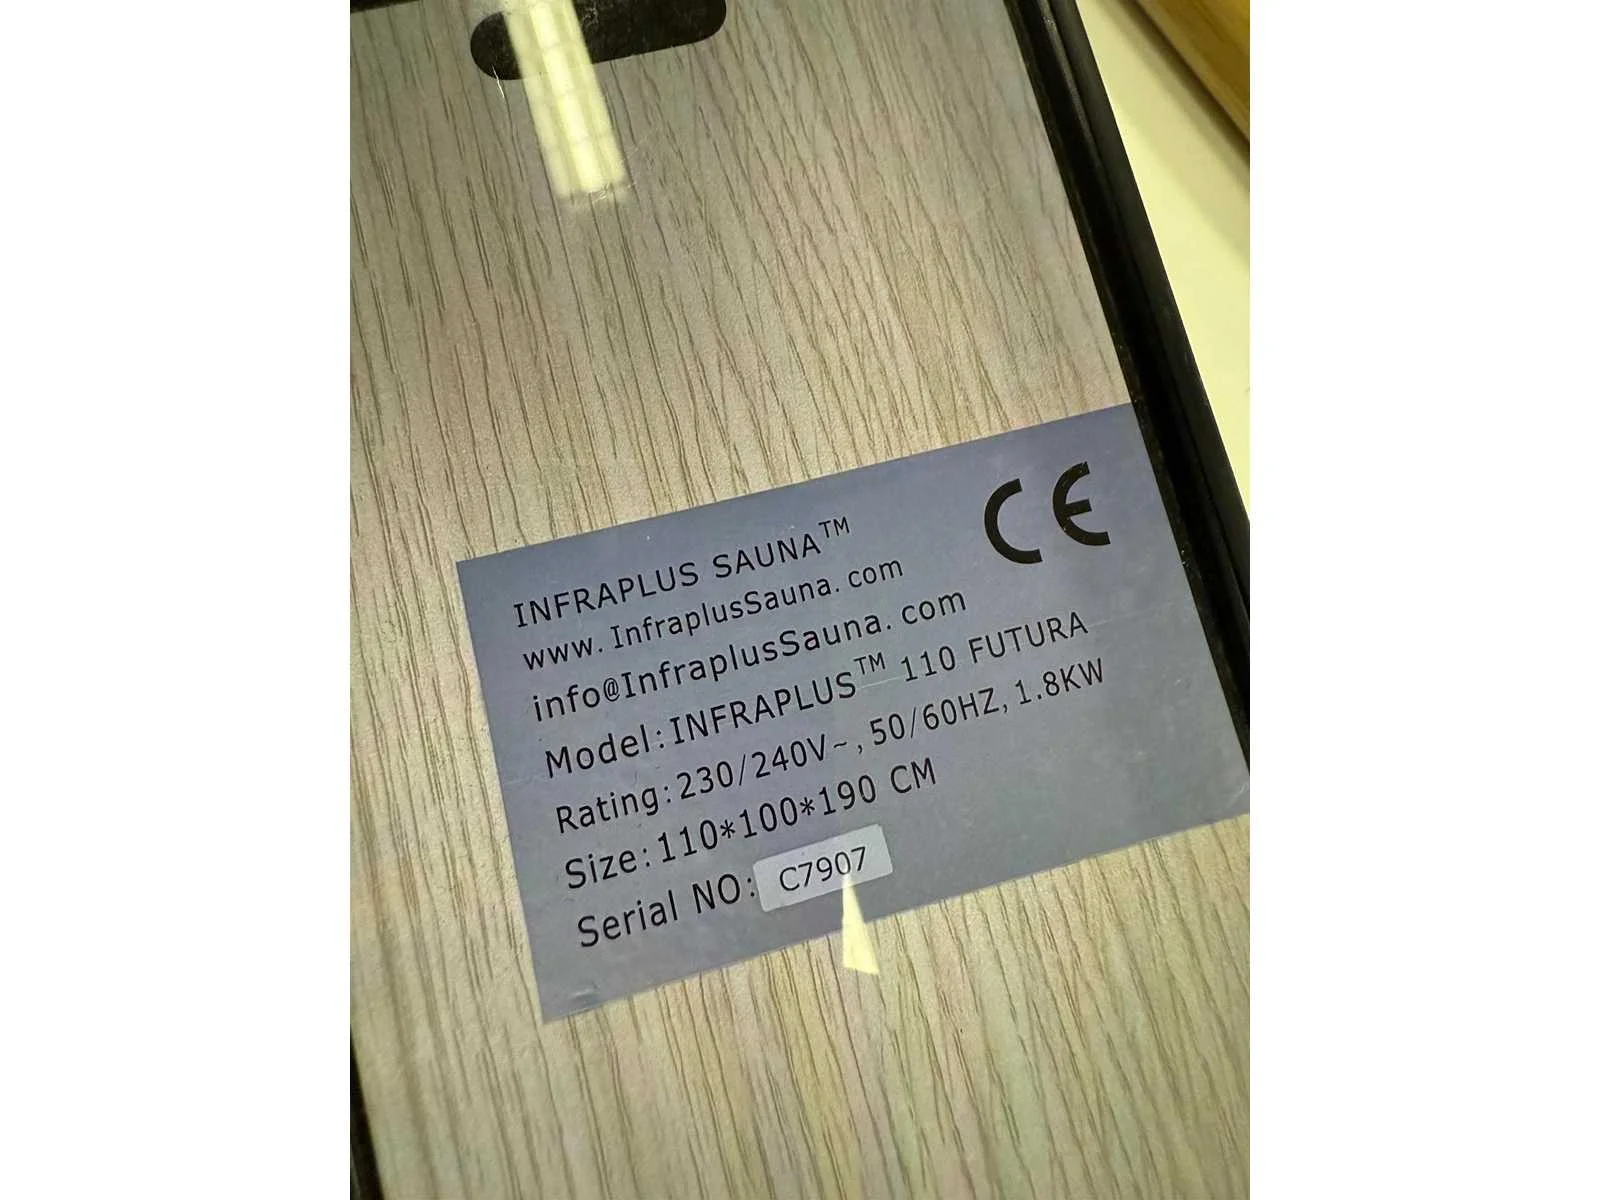 INFRAPLUS SAUNA™
www.InfraplusSauna.com
info@InfraplusSauna.com
Model:INFRAPLUS™ 110 FUTURA
Rating:230/240V~, 50/60HZ, 1.8KW
Size:110*100*190 CM
Serial NO: C7907
CE